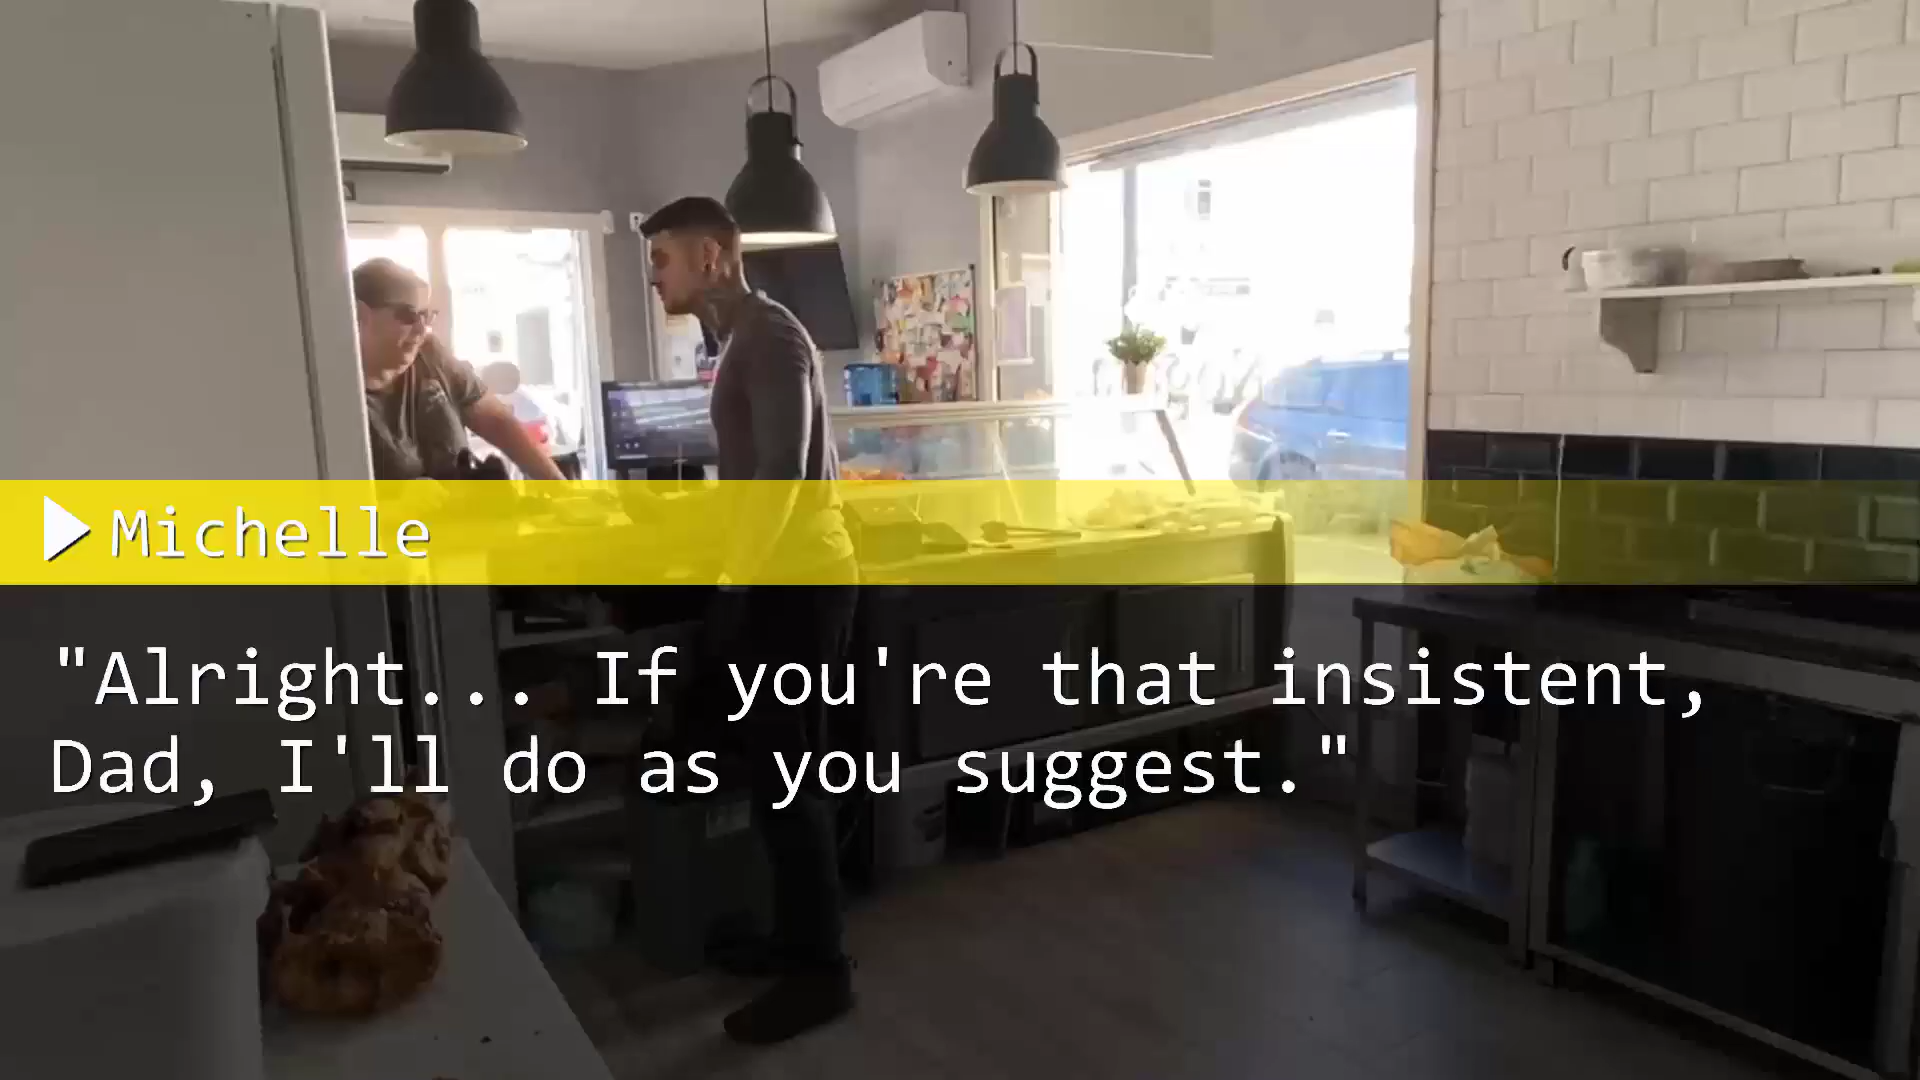 Michelle
"Alright... If you're that insistent,
Dad, I'll do as you suggest."